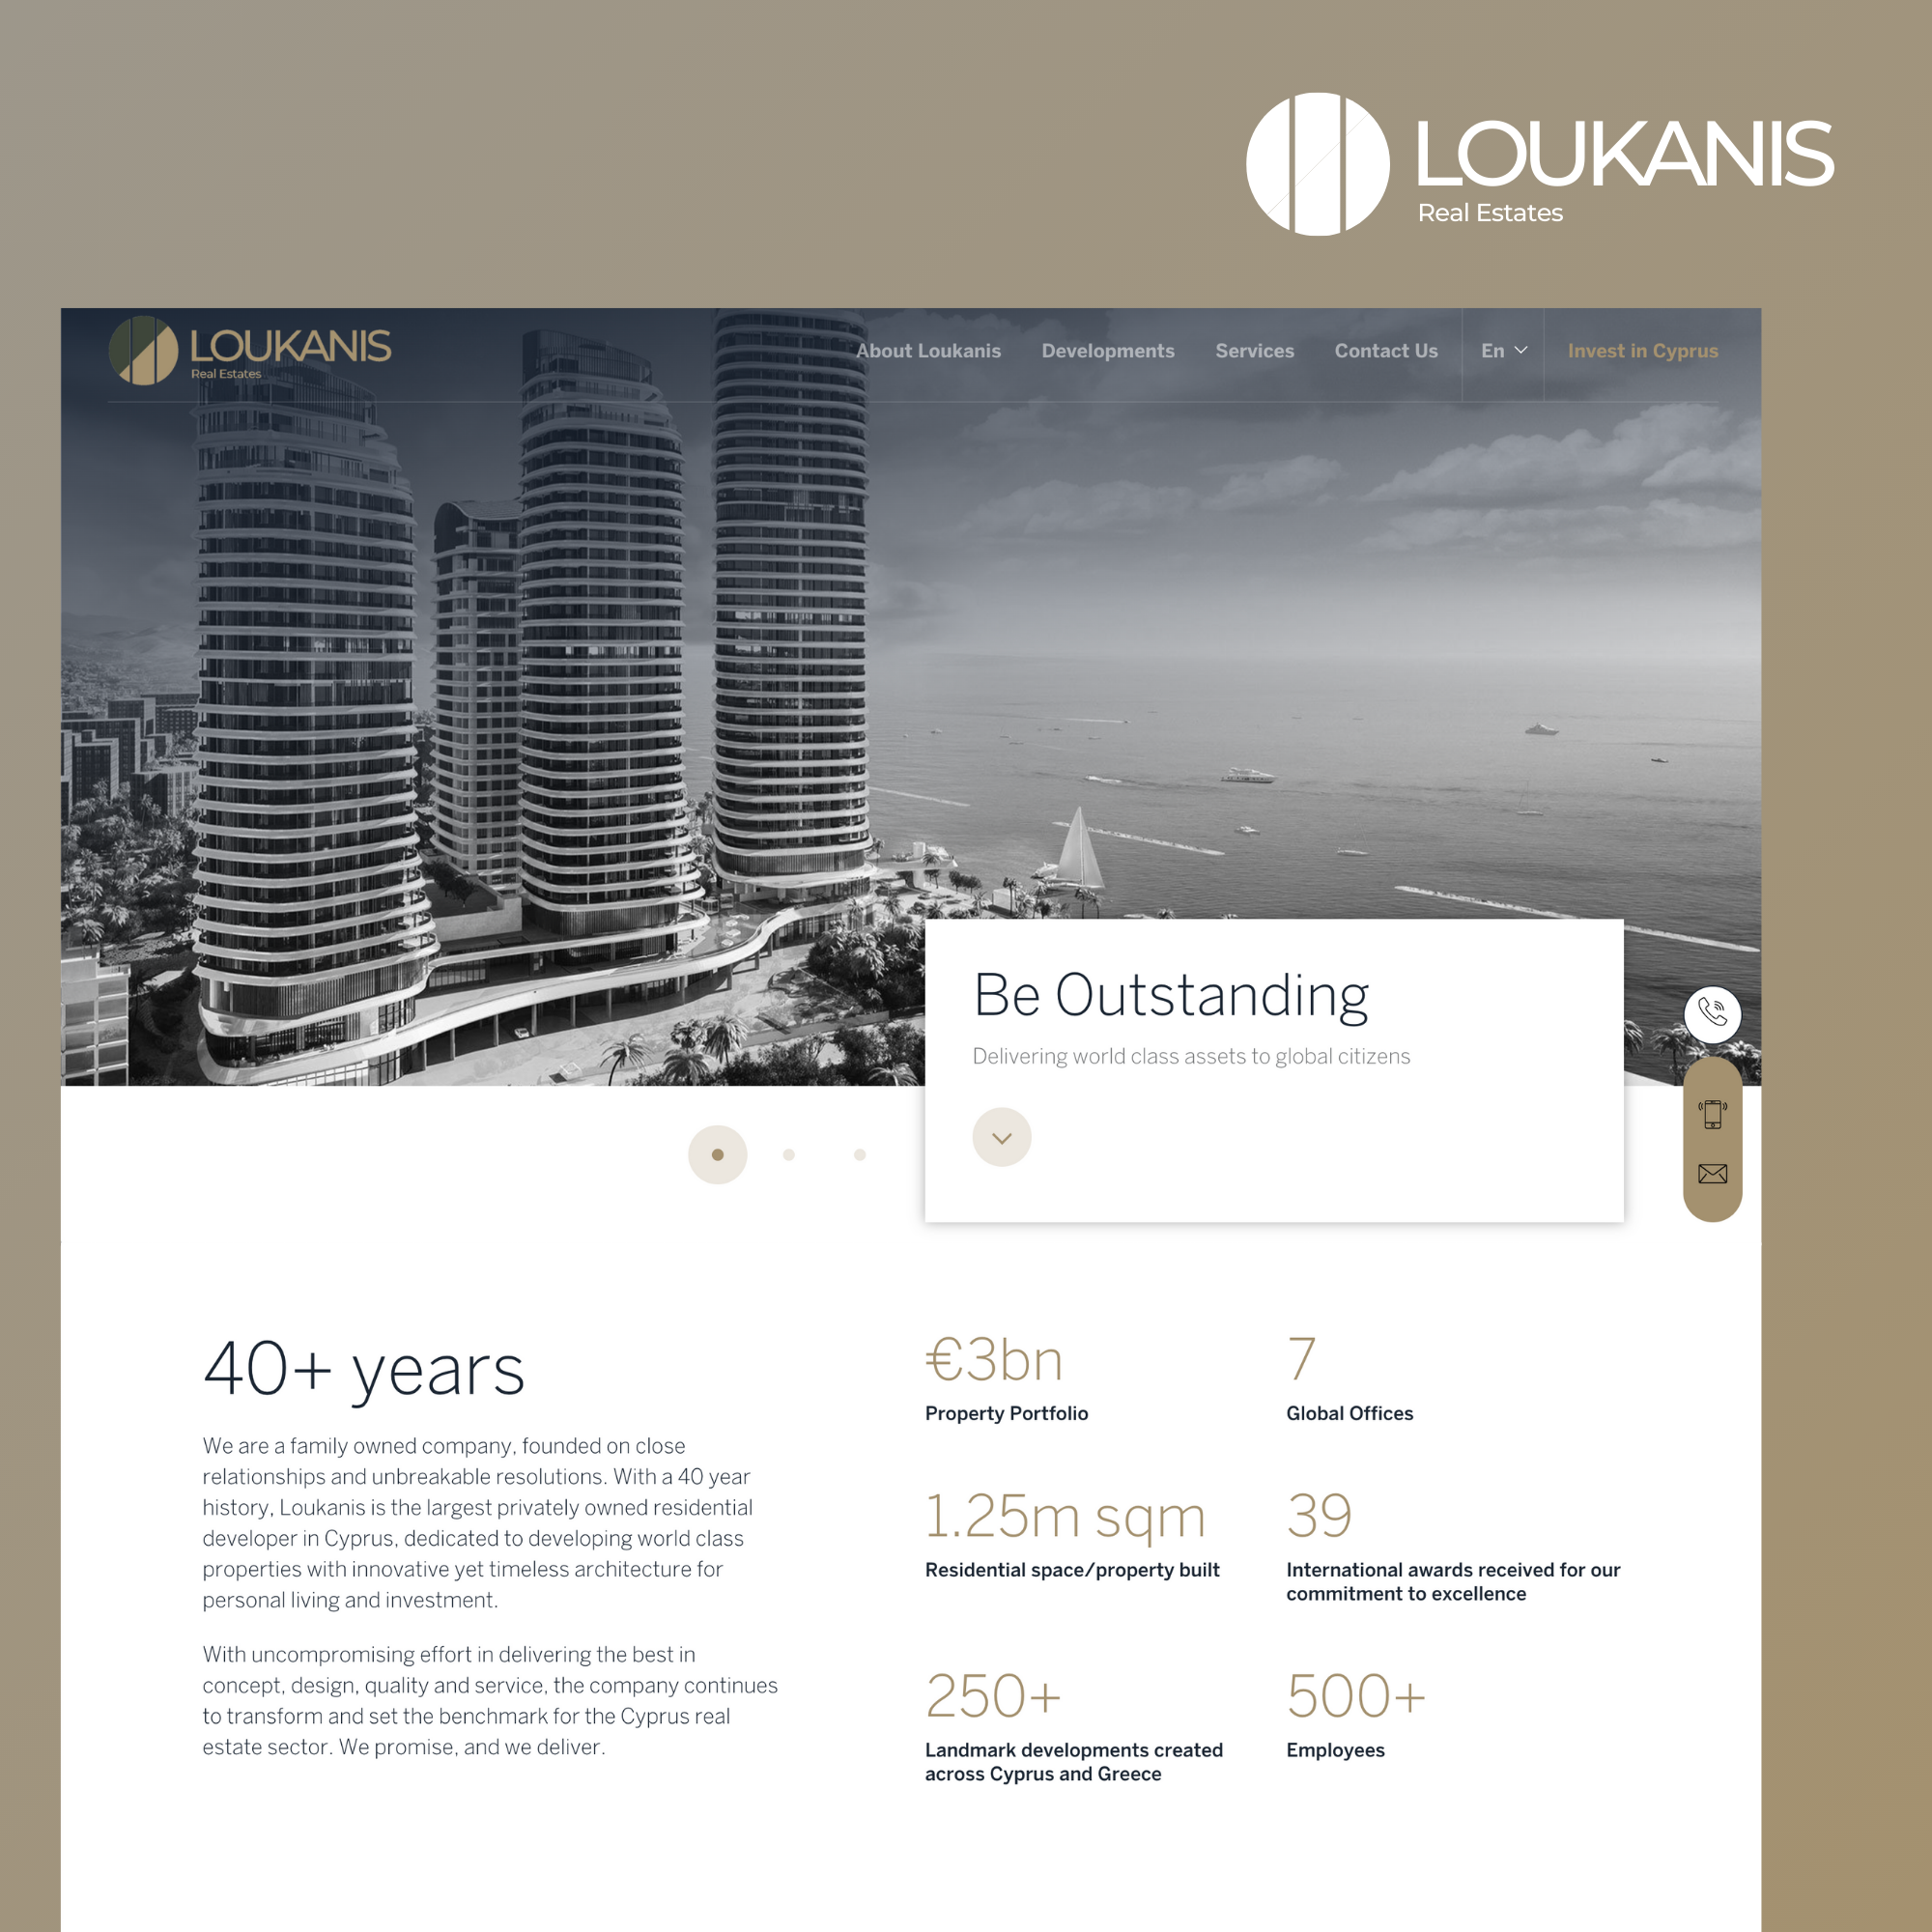 LOUKANIS
Real Estates
LOUKANIS
Real Estates
About Loukanis
Developments
Services
Contact Us
En
Invest in Cyprus
Be Outstanding
Delivering world class assets to global citizens
40+ years
We are a family owned company, founded on close
relationships and unbreakable resolutions. With a 40 year
history, Loukanis is the largest privately owned residential
developer in Cyprus, dedicated to developing world class
properties with innovative yet timeless architecture for
personal living and investment.
With uncompromising effort in delivering the best in
concept, design, quality and service, the company continues
to transform and set the benchmark for the Cyprus real
estate sector. We promise, and we deliver.
€3bn
Property Portfolio
7
Global Offices
1.25m sqm
Residential space/property built
39
International awards received for our
commitment to excellence
250+
Landmark developments created
across Cyprus and Greece
500+
Employees